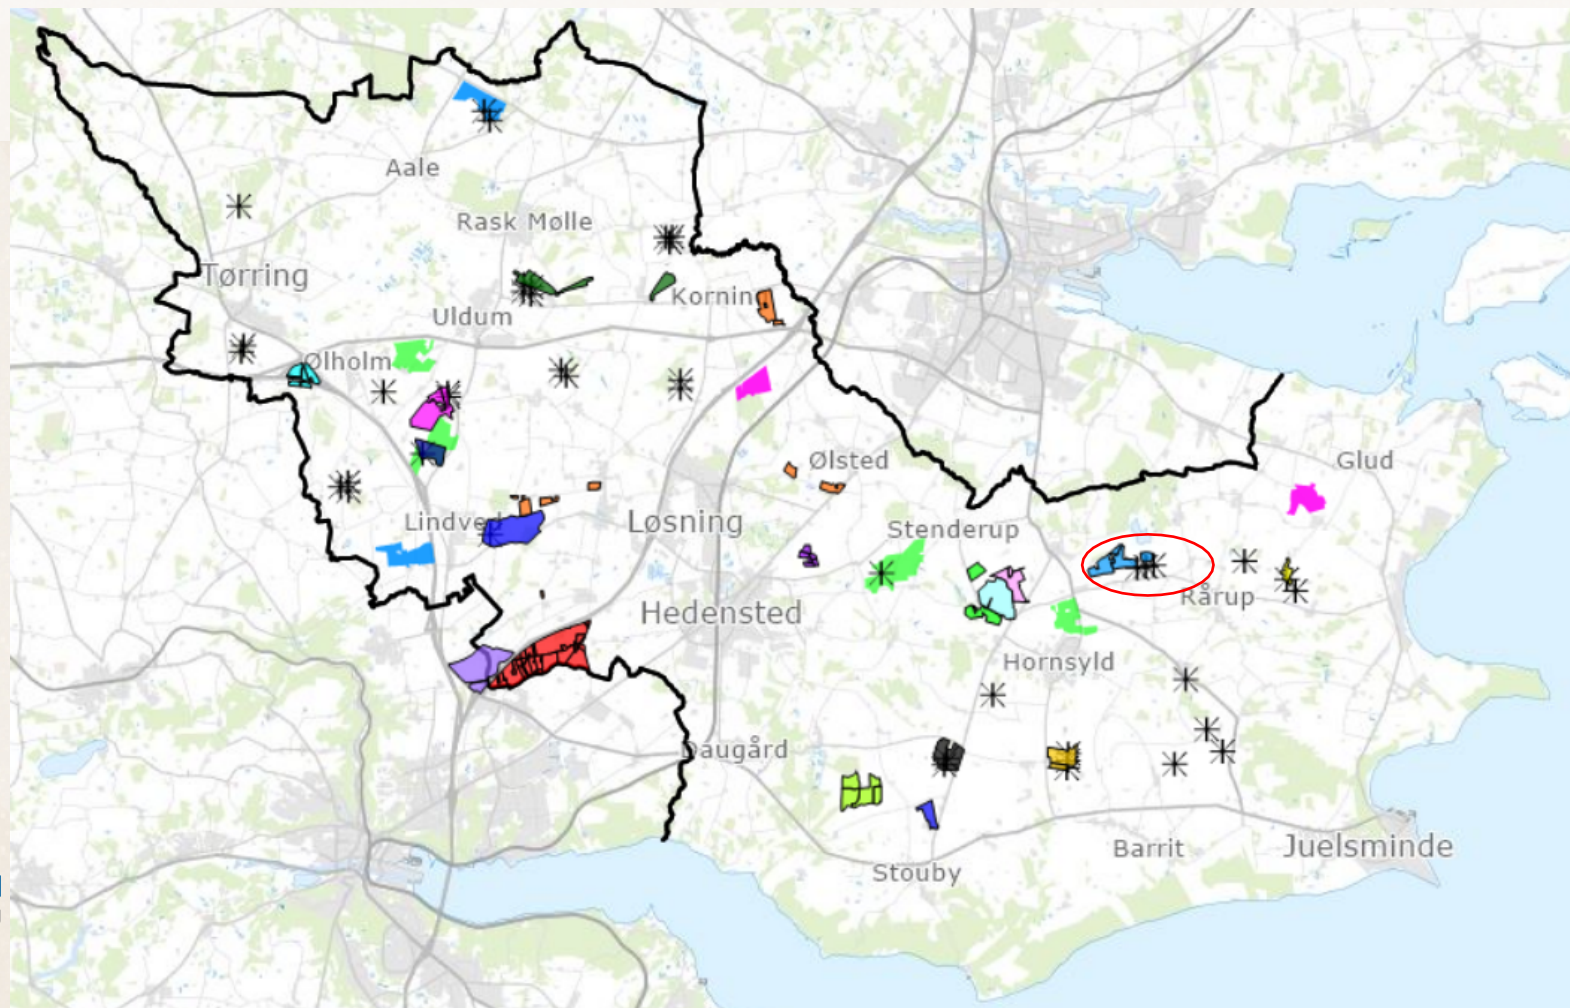 Aale
Rask Mølle
Tørring
Kornin
Uldum
Ølholm
Ølsted
Glud
Lindved
Løsning
Stenderup
Rårup
Hedensted
Hornsyld
Daugård
Juelsminde
Barrit
Stouby